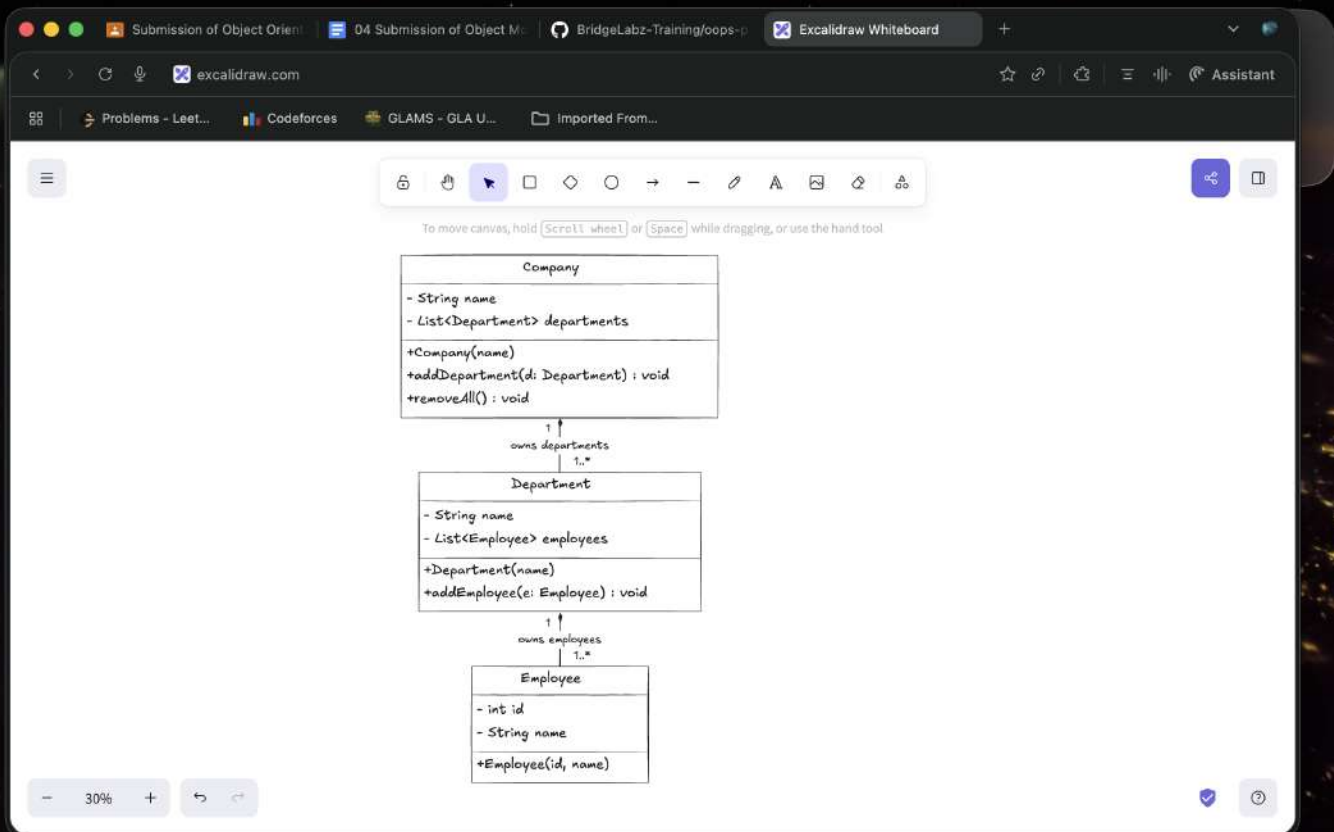 Submission of Object Orient
04 Submission of Object Mo
BridgeLabz-Training/oops-p
Excalidraw Whiteboard
excalidraw.com
Assistant
Problems - Leet...
Codeforces
GLAMS - GLA U...
Imported From...
To move canvas, hold Scroll wheel or Space while dragging, or use the hand tool
Company
- String name
- List<Department> departments
+Company(name)
+addDepartment(d: Department) : void
+removeAll() : void
1
owns departments
1..*
Department
- String name
- List<Employee> employees
+Department(name)
+addEmployee(e: Employee) : void
1
owns employees
1..*
Employee
- int id
- String name
+Employee(id, name)
30%